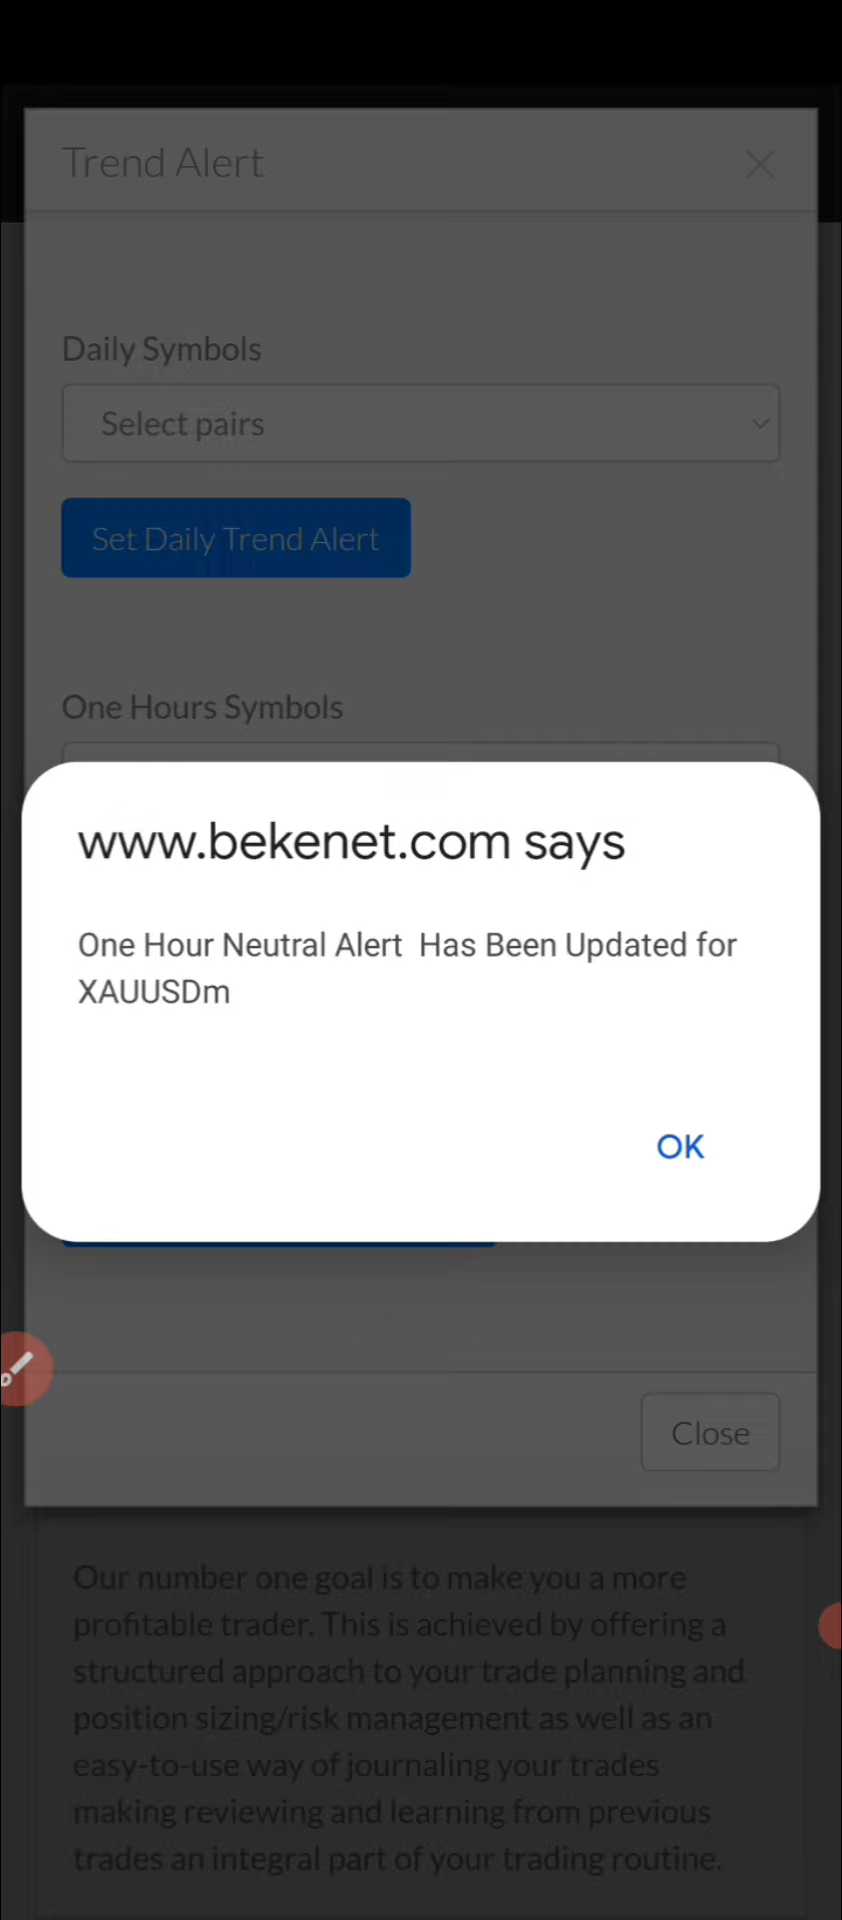 Trend Alert
Daily Symbols
Select pairs
Set Daily Trend Alert
One Hours Symbols
www.bekenet.com says
One Hour Neutral Alert  Has Been Updated for
XAUUSDm
OK
Close
Our number one goal is to make you a more
profitable trader. This is achieved by offering a
structured approach to your trade planning and
position sizing/risk management as well as an
easy-to-use way of journaling your trades
making reviewing and learning from previous
trades an integral part of your trading routine.